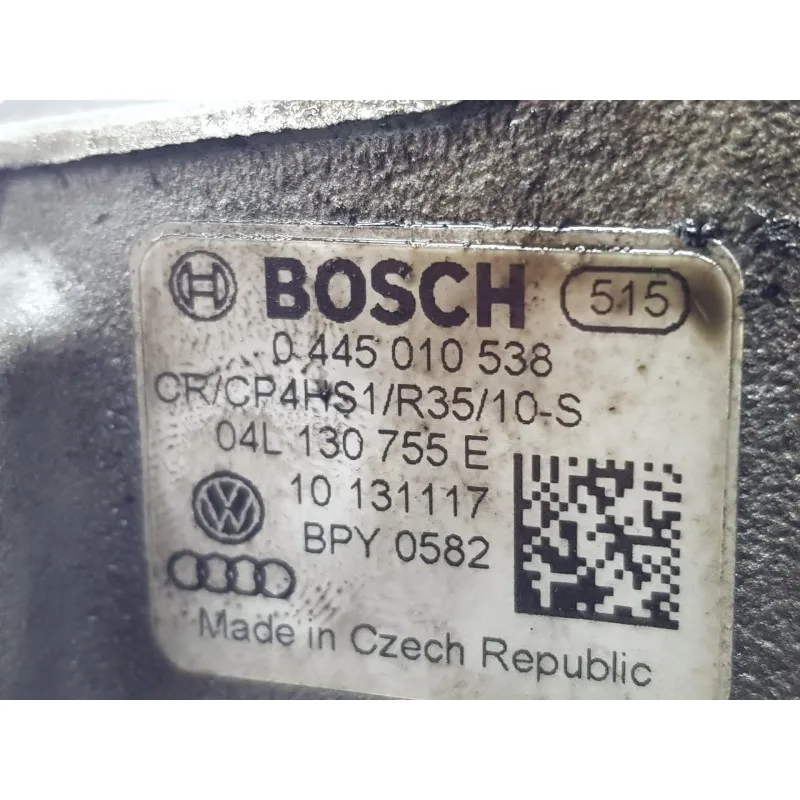 BOSCH 515
0 445 010 538
CR/CP4HS1/R35/10-S
04L 130 755 E
10 131117
BPY 0582
Made in Czech Republic